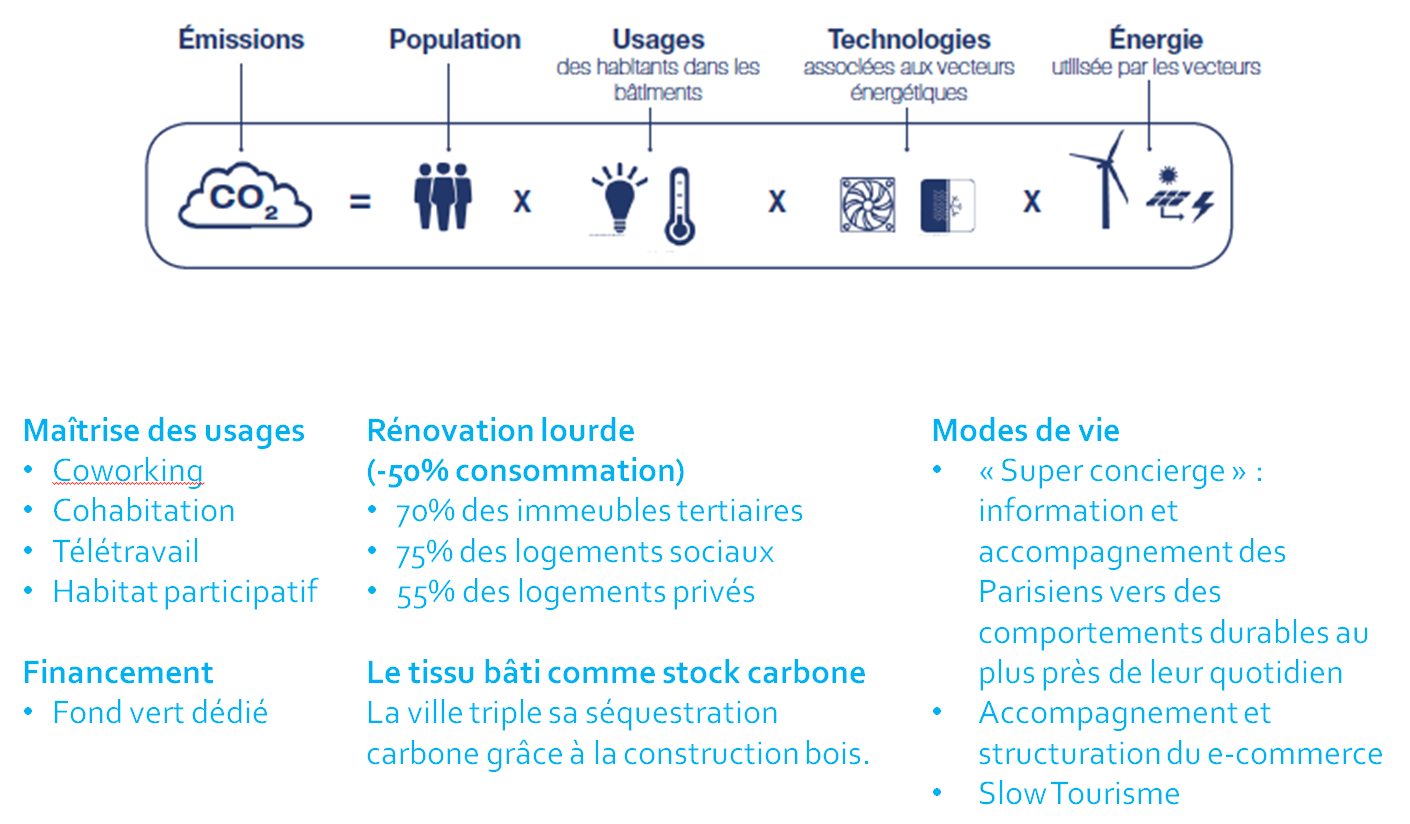 Émissions
Population
Usages
des habitants dans les
bâtiments
Technologies
associées aux vecteurs
énergétiques
Énergie
utilisée par les vecteurs
CO2
=
X
X
X
Maîtrise des usages
• Coworking
• Cohabitation
• Télétravail
• Habitat participatif
Financement
• Fond vert dédié
Rénovation lourde
(-50% consommation)
• 70% des immeubles tertiaires
• 75% des logements sociaux
• 55% des logements privés
Le tissu bâti comme stock carbone
La ville triple sa séquestration
carbone grâce à la construction bois.
Modes de vie
• « Super concierge » :
information et
accompagnement des
Parisiens vers des
comportements durables au
plus près de leur quotidien
• Accompagnement et
structuration du e-commerce
• Slow Tourisme